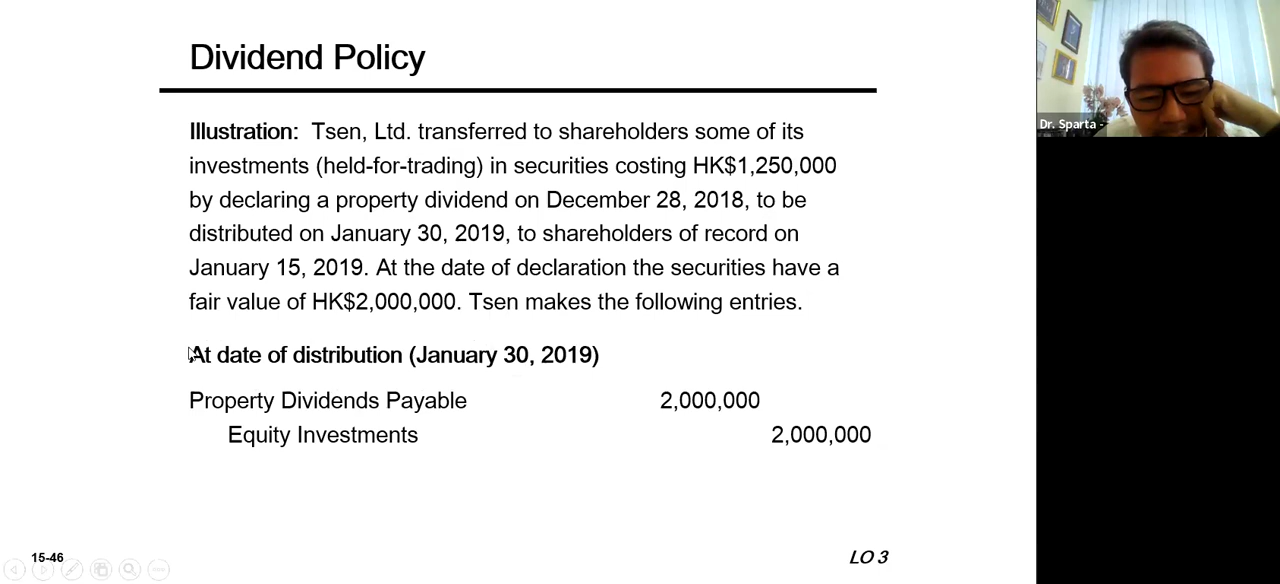 Dividend Policy
Illustration: Tsen, Ltd. transferred to shareholders some of its
investments (held-for-trading) in securities costing HK$1,250,000
by declaring a property dividend on December 28, 2018, to be
distributed on January 30, 2019, to shareholders of record on
January 15, 2019. At the date of declaration the securities have a
fair value of HK$2,000,000. Tsen makes the following entries.
At date of distribution (January 30, 2019)
Property Dividends Payable 2,000,000
Equity Investments 2,000,000
15-46
LO 3
Dr. Sparta -